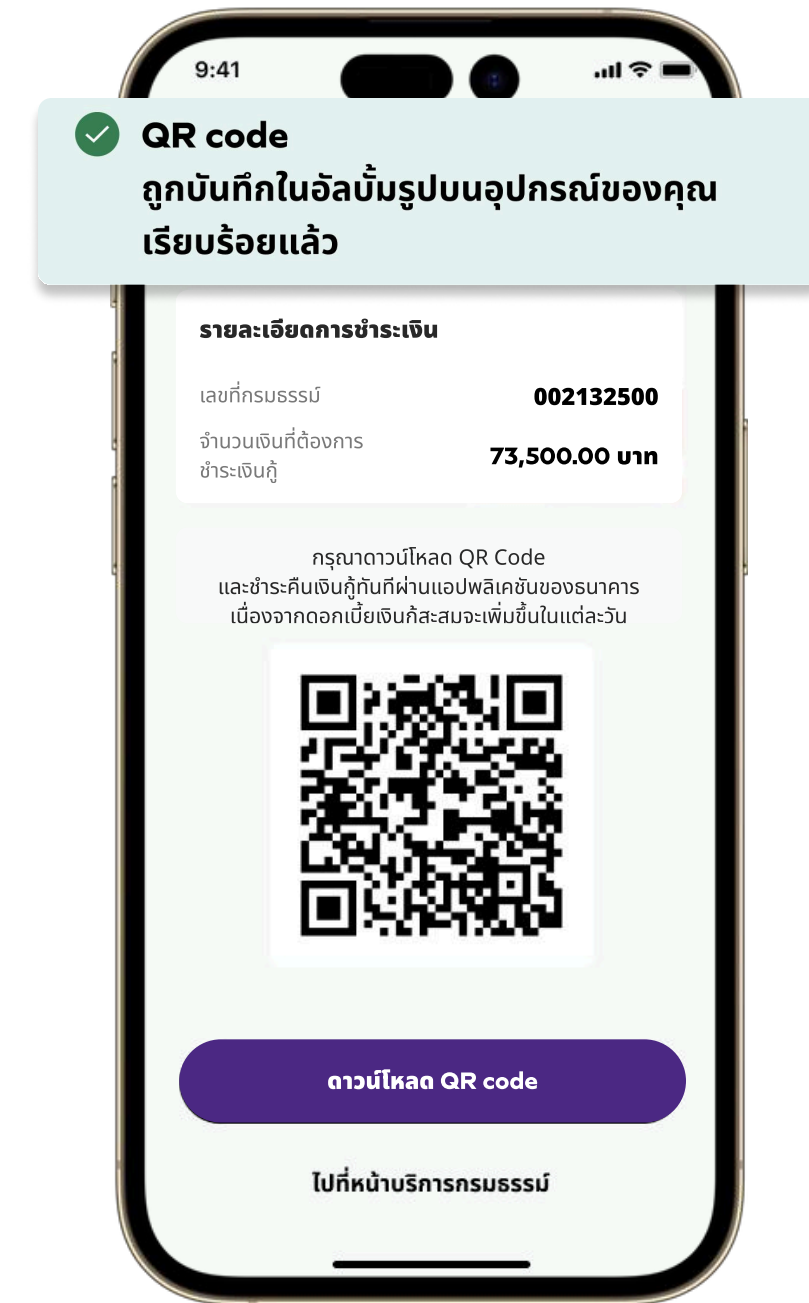 9:41
QR code
ถูกบันทึกในอัลบั้มรูปบนอุปกรณ์ของคุณ
เรียบร้อยแล้ว
รายละเอียดการชำระเงิน
เลขที่กรมธรรม์ 002132500
จำนวนเงินที่ต้องการ
ชำระเงินกู้ 73,500.00 บาท
กรุณาดาวน์โหลด QR Code
และชำระคืนเงินกู้ทันทีผ่านแอปพลิเคชันของธนาคาร
เนื่องจากดอกเบี้ยเงินกู้สะสมจะเพิ่มขึ้นในแต่ละวัน
ดาวน์โหลด QR code
ไปที่หน้าบริการกรมธรรม์